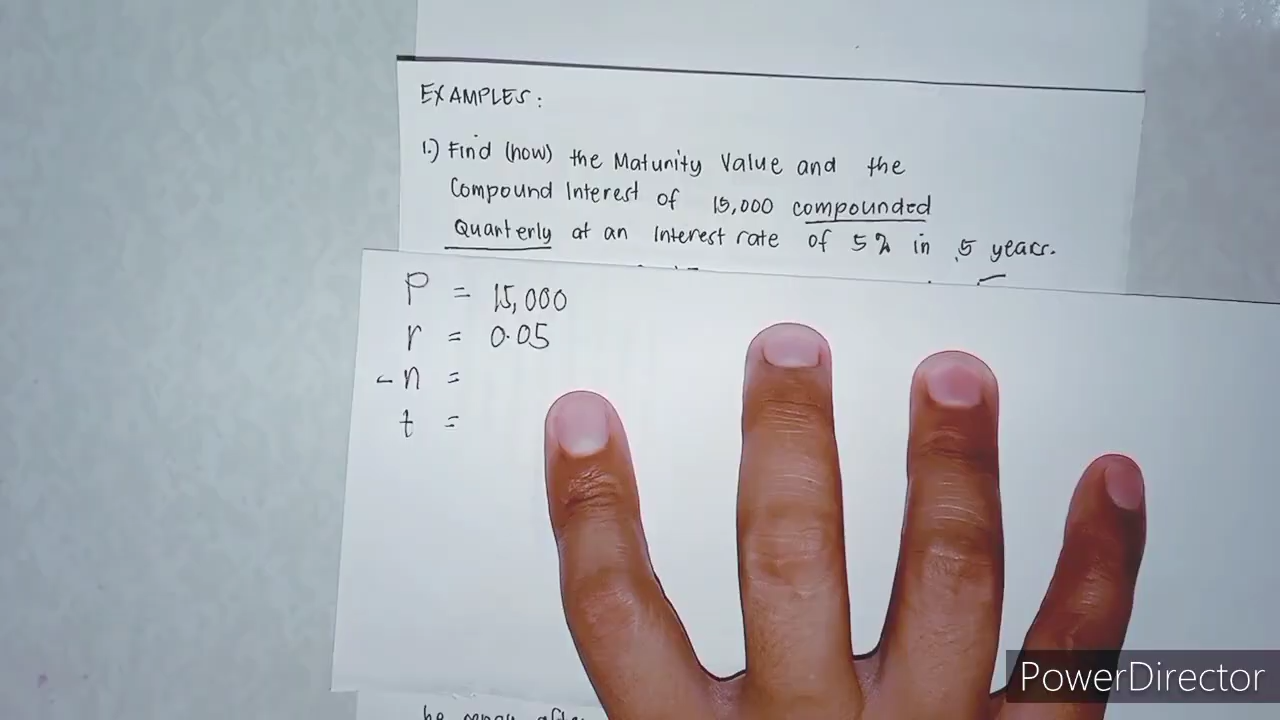 EXAMPLES:
1.) Find (how) the Maturity Value and the
Compound Interest of 15,000 compounded
Quarterly at an Interest rate of 5% in 5 years.
P = 15,000
r = 0.05
n =
t =
PowerDirector